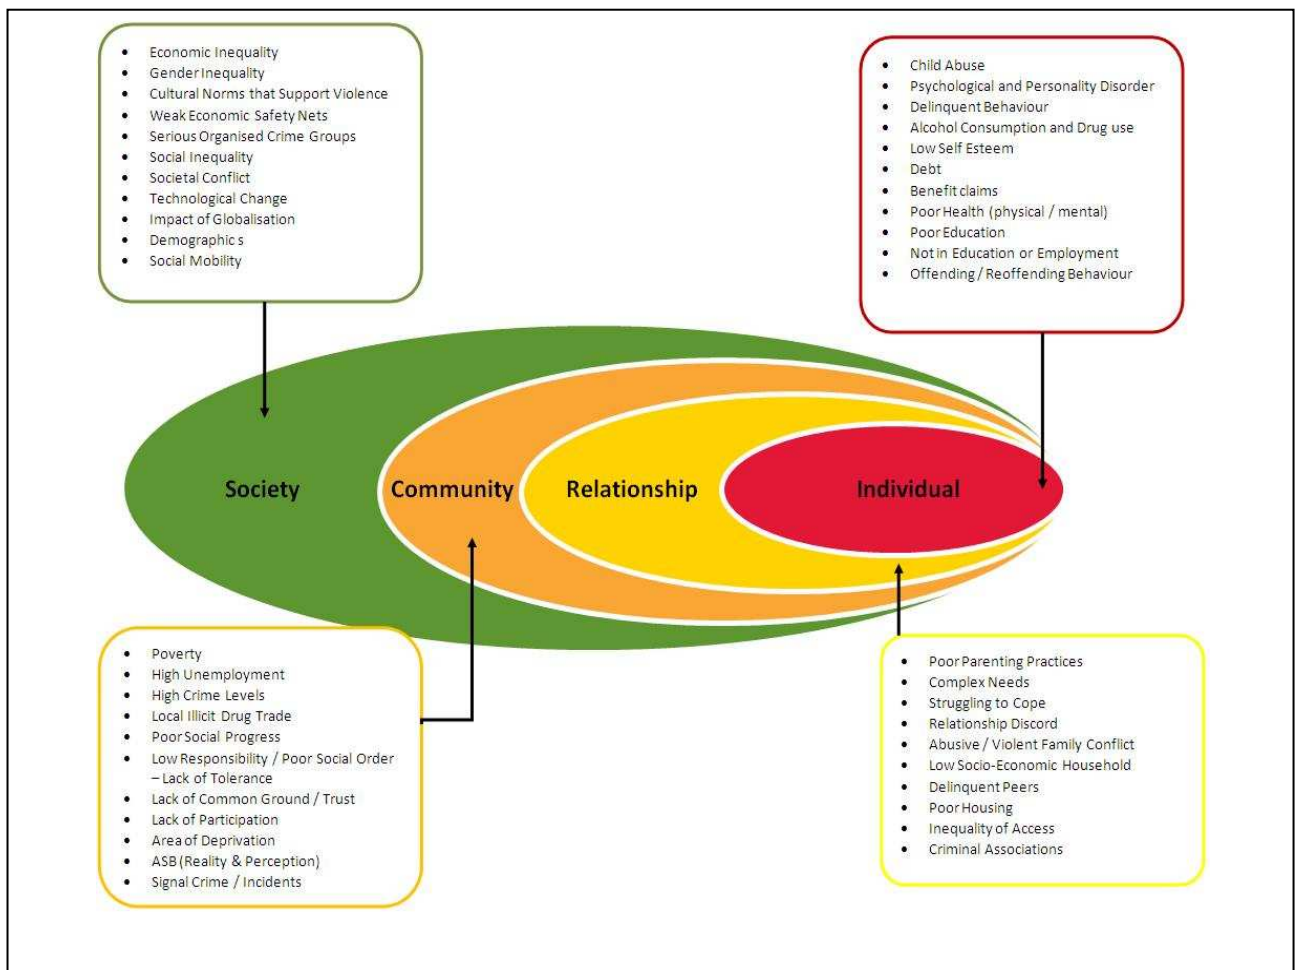 • Economic Inequality
• Gender Inequality
• Cultural Norms that Support Violence
• Weak Economic Safety Nets
• Serious Organised Crime Groups
• Social Inequality
• Societal Conflict
• Technological Change
• Impact of Globalisation
• Demographic s
• Social Mobility
• Child Abuse
• Psychological and Personality Disorder
• Delinquent Behaviour
• Alcohol Consumption and Drug use
• Low Self Esteem
• Debt
• Benefit claims
• Poor Health (physical / mental)
• Poor Education
• Not in Education or Employment
• Offending / Reoffending Behaviour
Society
Community
Relationship
Individual
• Poverty
• High Unemployment
• High Crime Levels
• Local Illicit Drug Trade
• Poor Social Progress
• Low Responsibility / Poor Social Order
– Lack of Tolerance
• Lack of Common Ground / Trust
• Lack of Participation
• Area of Deprivation
• ASB (Reality & Perception)
• Signal Crime / Incidents
• Poor Parenting Practices
• Complex Needs
• Struggling to Cope
• Relationship Discord
• Abusive / Violent Family Conflict
• Low Socio-Economic Household
• Delinquent Peers
• Poor Housing
• Inequality of Access
• Criminal Associations